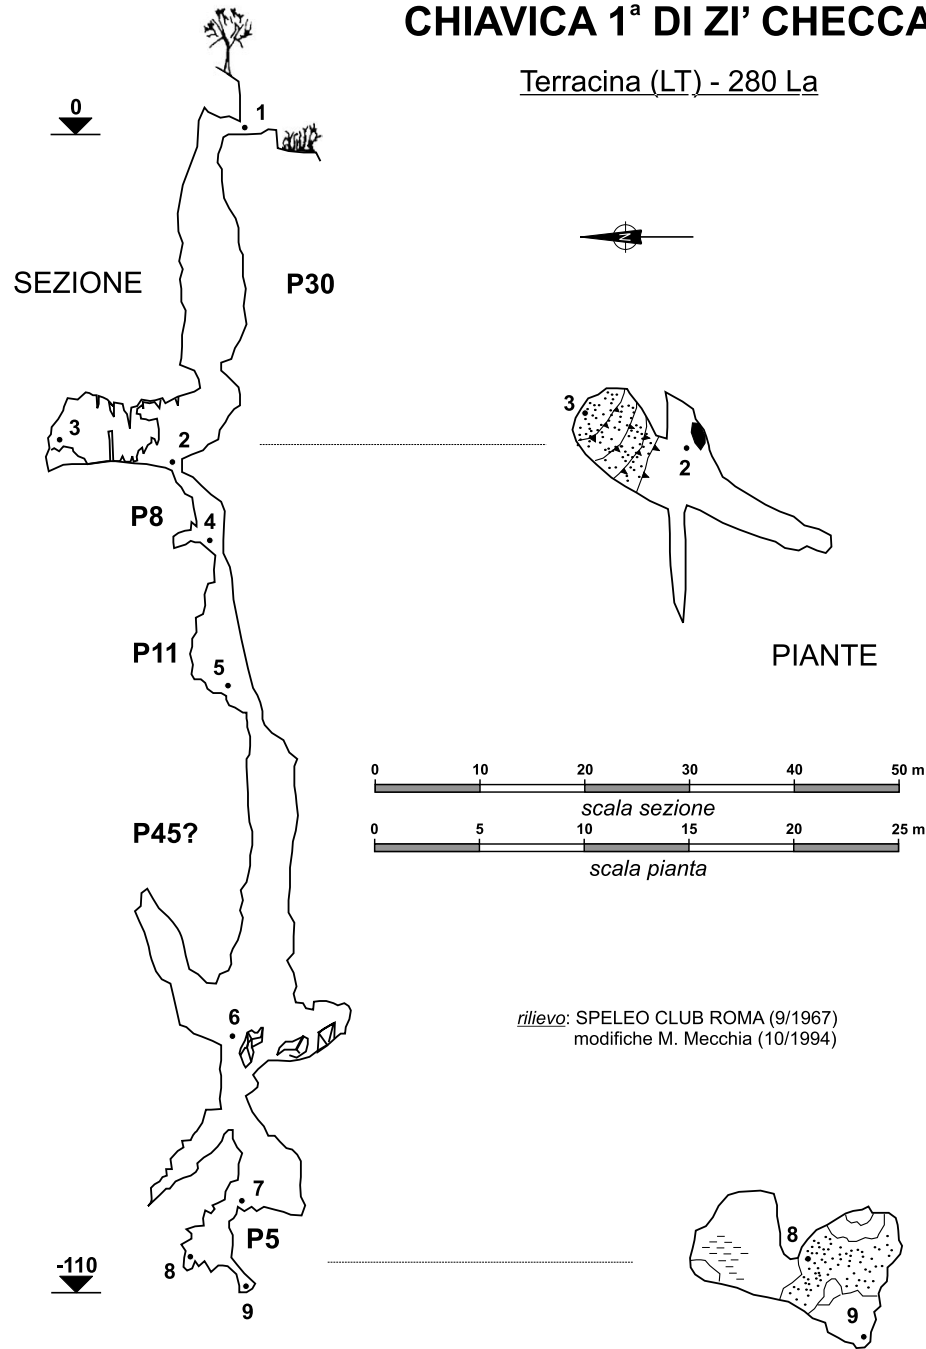 CHIAVICA 1ª DI ZI’ CHECCA
Terracina (LT) - 280 La
0
1
SEZIONE
P30
3
2
3
2
P8
4
P11
5
PIANTE
0 10 20 30 40 50 m
scala sezione
0 5 10 15 20 25 m
scala pianta
P45?
6
rilievo: SPELEO CLUB ROMA (9/1967)
modifiche M. Mecchia (10/1994)
7
P5
8
-110
8
9
9